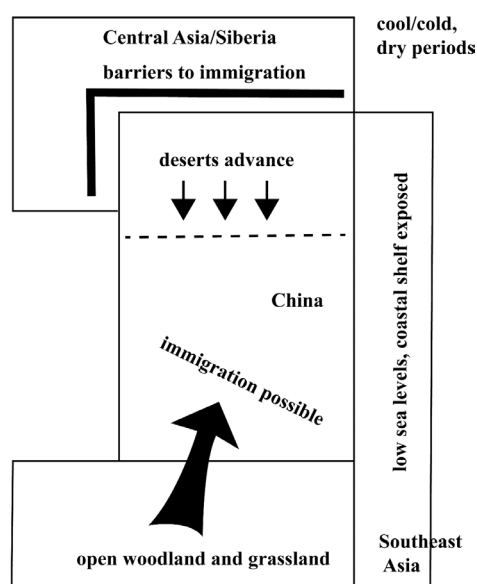 cool/cold,
dry periods
Central Asia/Siberia
barriers to immigration
deserts advance
China
immigration possible
low sea levels, coastal shelf exposed
open woodland and grassland
Southeast
Asia